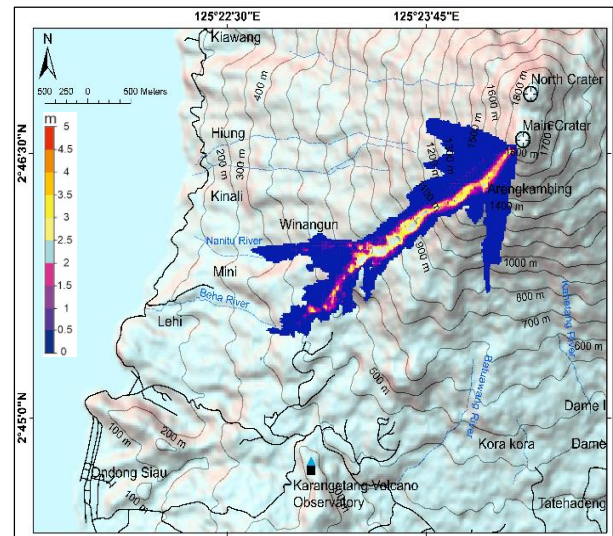 125°22'30"E 125°23'45"E
N
Kiawang
500 250 0 500 Meters
400 m
1600 m
1800 m
North Crater
m
5
4.5
4
3.5
3
2.5
2
1.5
1
0.5
0
Main Crater
1700 m
Hiung
1200 m
200 m
300 m
2°46'30"N
Kinali
Arengkambing
1400 m
Winangun
Nanitu River
900 m
1000 m
Mini
Beha River
800 m
Kahetang River
Lehi
700 m
600 m
500 m
Batuawang River
2°45'0"N
100 m
200 m
Dame I
Kora kora
Dame
Ondong Siau
Karangetang Volcano
Observatory
100 m
Tatehadeng